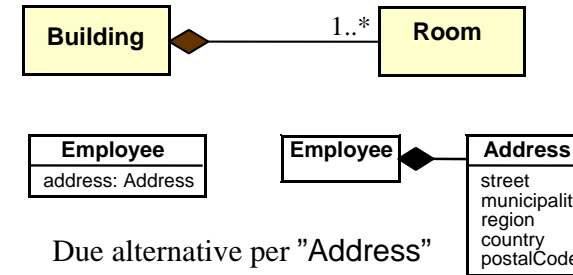 Building
1..*
Room
Employee
address: Address
Employee
Address
street
municipalit
region
country
postalCode
Due alternative per "Address"